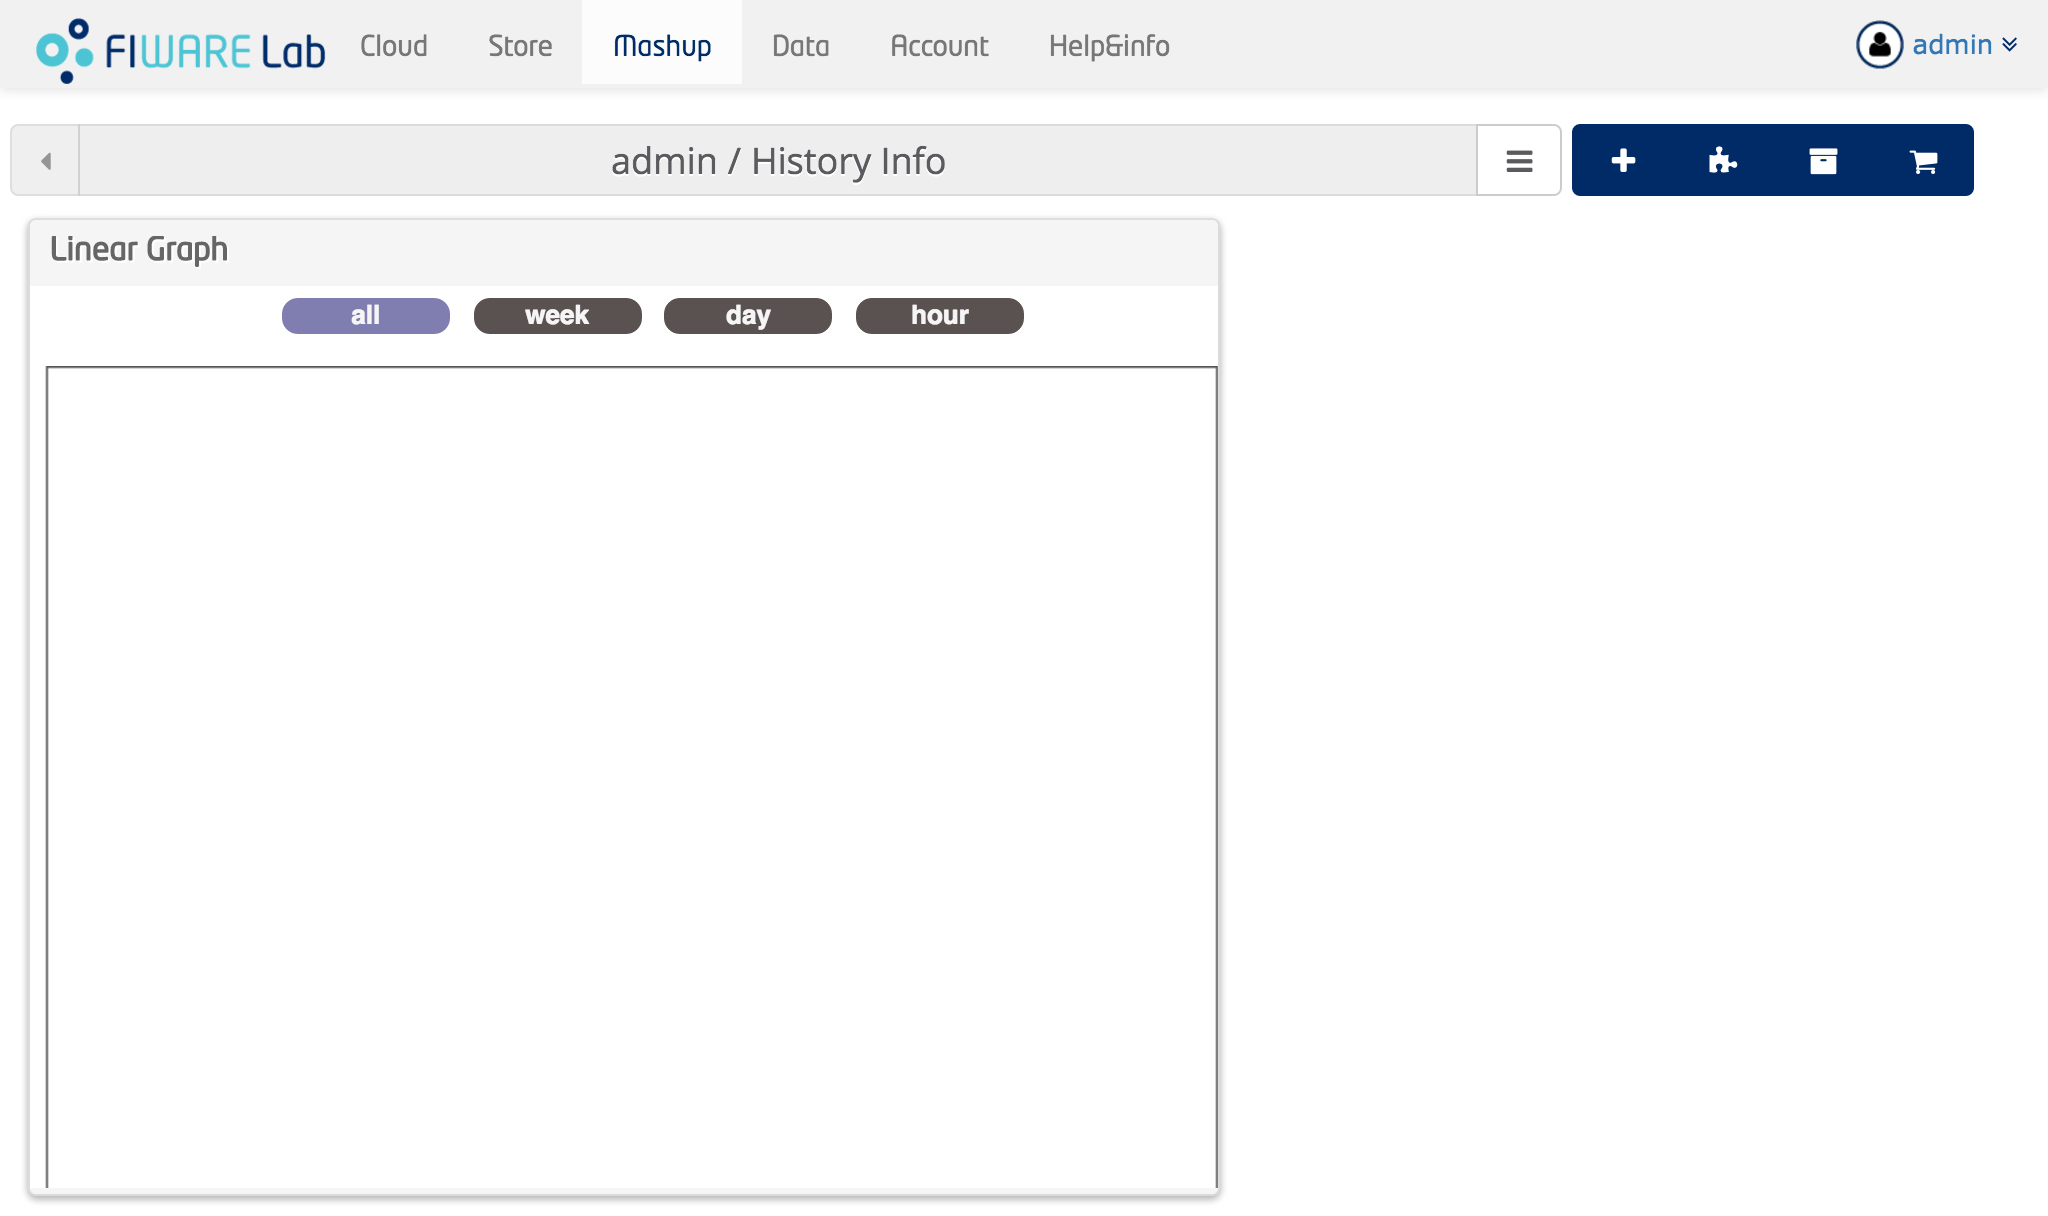 FIWARE Lab Cloud Store Mashup Data Account Help&info admin
admin / History Info
Linear Graph
all week day hour